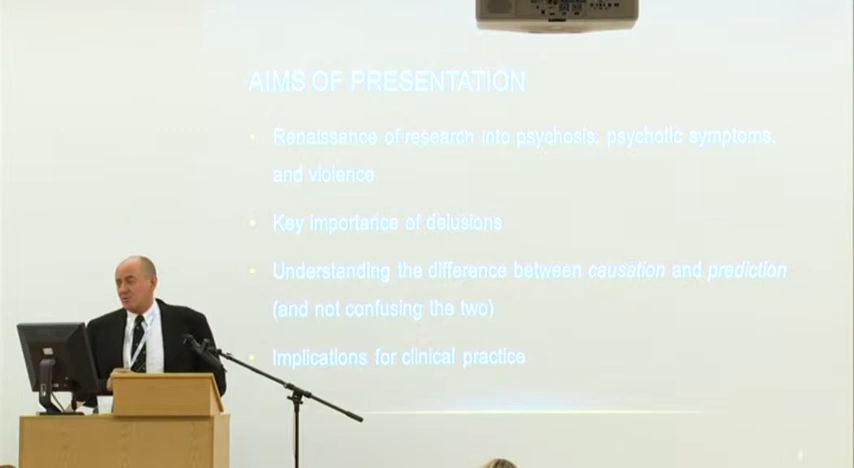 AIMS OF PRESENTATION
• Renaissance of research into psychosis, psychotic symptoms,
and violence
• Key importance of delusions
• Understanding the difference between causation and prediction
(and not confusing the two)
• Implications for clinical practice